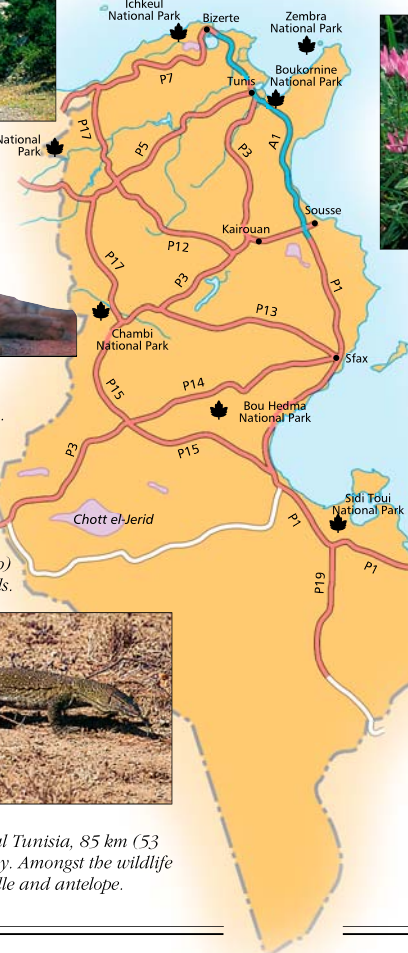 Ichkeul
National Park
Bizerte
Zembra
National Park
P7
Tunis
Boukornine
National Park
P17
National
Park
P5
P3
A1
Sousse
Kairouan
P12
P17
P3
P1
P13
Chambi
National Park
Sfax
P15
P14
Bou Hedma
National Park
P3
P15
Sidi Toui
National Park
Chott el-Jerid
P1
P1
o)
ls.
P19
al Tunisia, 85 km (53
y. Amongst the wildlife
lle and antelope.